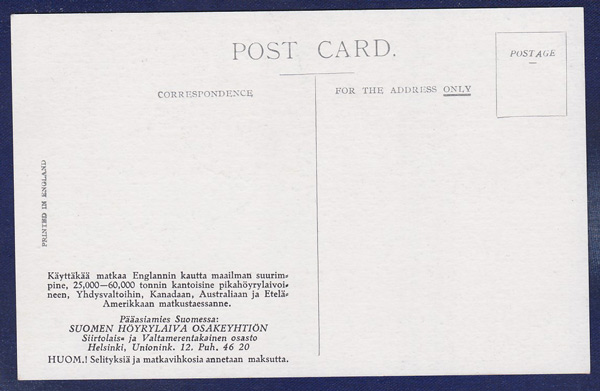 POST CARD.
POSTAGE
CORRESPONDENCE
FOR THE ADDRESS ONLY
PRINTED IN ENGLAND
Käyttäkää matkaa Englannin kautta maailman suurim-
pine, 25,000—60,000 tonnin kantoisine pikahöyrylaivoi-
neen, Yhdysvaltoihin, Kanadaan, Australiaan ja Etelä-
Amerikkaan matkustaessanne.
Pääasiamies Suomessa:
SUOMEN HÖYRYLAIVA OSAKEYHTIÖN
Siirtolais- ja Valtamerentakainen osasto
Helsinki, Unionink. 12. Puh. 46 20
HUOM.! Selityksiä ja matkavihkosia annetaan maksutta.